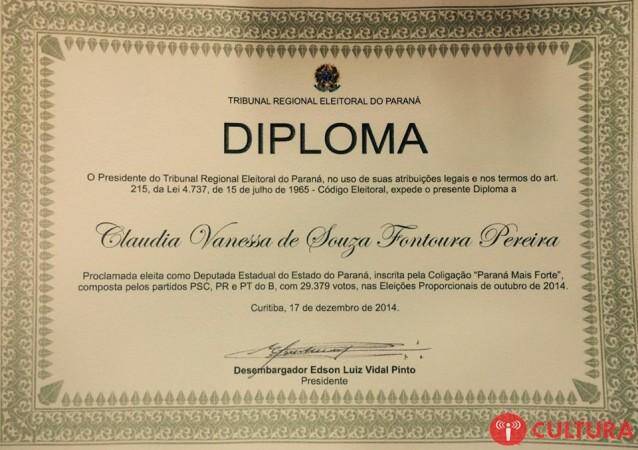 TRIBUNAL REGIONAL ELEITORAL DO PARANÁ
DIPLOMA
O Presidente do Tribunal Regional Eleitoral do Paraná, no uso de suas atribuições legais e nos termos do art.
215, da Lei 4.737, de 15 de julho de 1965 - Código Eleitoral, expede o presente Diploma a
Claudia Vanessa de Souza Fontoura Pereira
Proclamada eleita como Deputada Estadual do Estado do Paraná, inscrita pela Coligação "Paraná Mais Forte",
composta pelos partidos PSC, PR e PT do B, com 29.379 votos, nas Eleições Proporcionais de outubro de 2014.
Curitiba, 17 de dezembro de 2014.
Desembargador Edson Luiz Vidal Pinto
Presidente
CULTURA